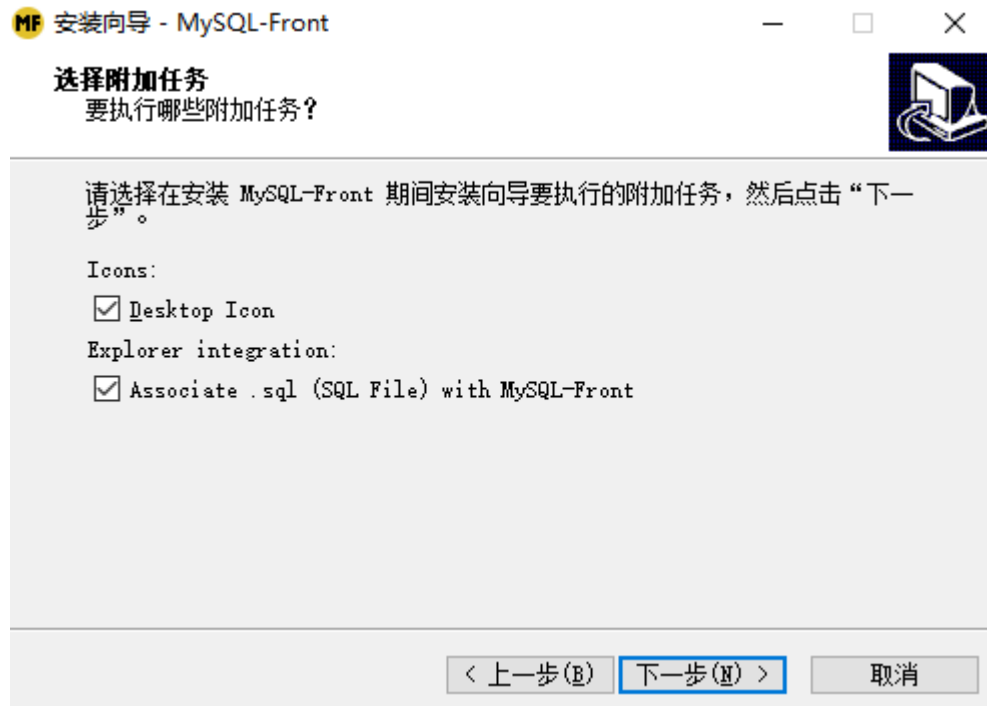 MF 安装向导 - MySQL-Front
选择附加任务
要执行哪些附加任务?
请选择在安装 MySQL-Front 期间安装向导要执行的附加任务，然后点击“下一
步”。
Icons:
Desktop Icon
Explorer integration:
Associate .sql (SQL File) with MySQL-Front
< 上一步(B) 下一步(N) > 取消